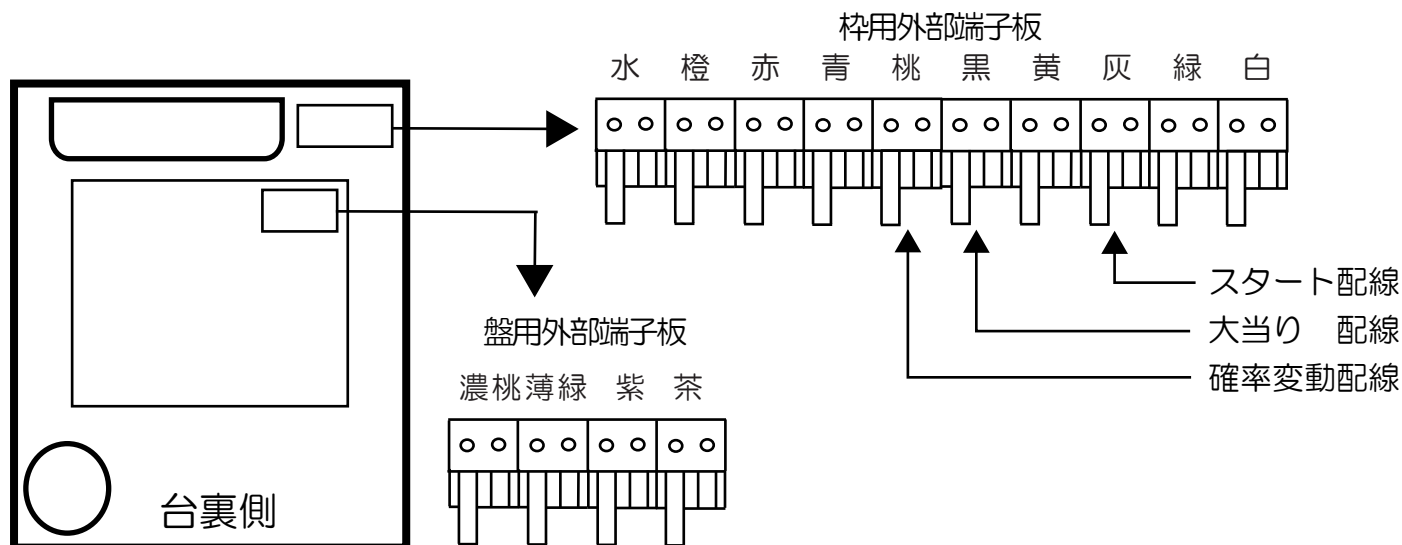 枠用外部端子板
水 橙 赤 青 桃 黒 黄 灰 緑 白
スタート配線
大当り 配線
確率変動配線
盤用外部端子板
濃桃 薄緑 紫 茶
台裏側